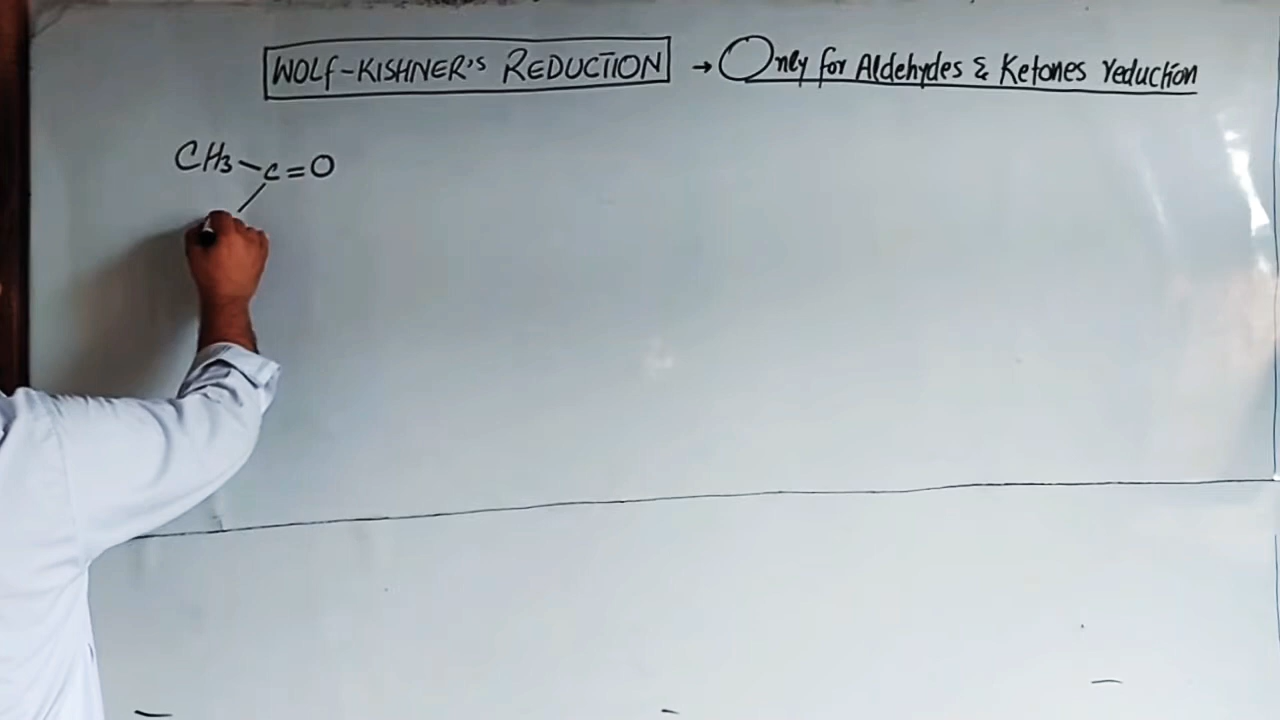 WOLF-KISHNER'S REDUCTION → Only for Aldehydes & Ketones reduction
CH3-C=O